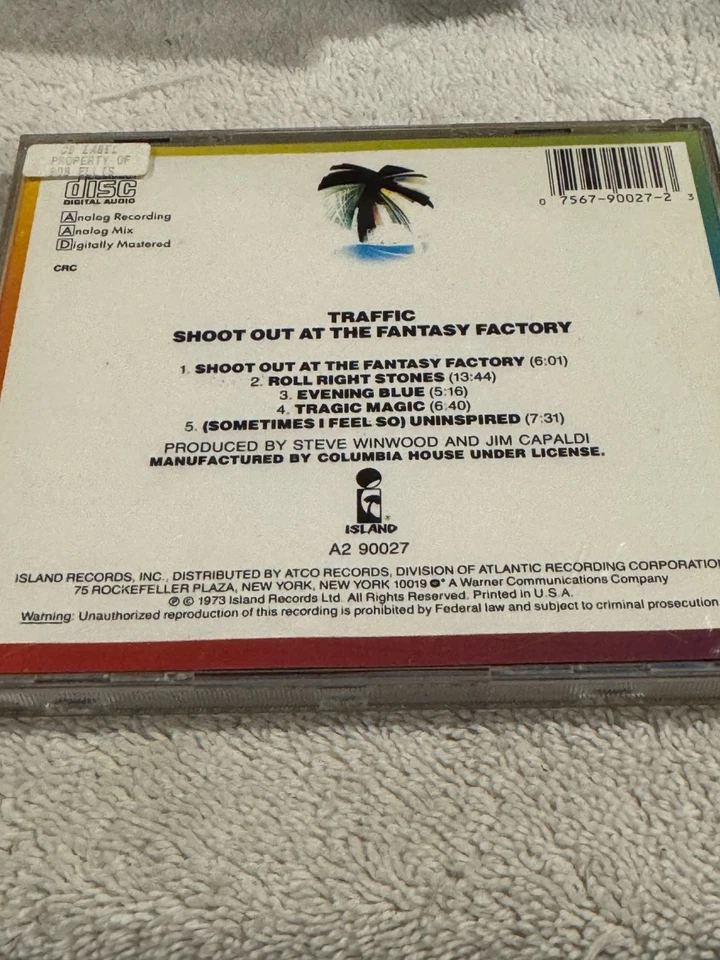 CD LABEL
PROPERTY OF
BOB ELLIS
disc
DIGITAL AUDIO
Analog Recording
Analog Mix
Digitally Mastered
CRC
0 7567-90027-2 3
TRAFFIC
SHOOT OUT AT THE FANTASY FACTORY
1. SHOOT OUT AT THE FANTASY FACTORY (6:01)
2. ROLL RIGHT STONES (13:44)
3. EVENING BLUE (5:16)
4. TRAGIC MAGIC (6:40)
5. (SOMETIMES I FEEL SO) UNINSPIRED (7:31)
PRODUCED BY STEVE WINWOOD AND JIM CAPALDI
MANUFACTURED BY COLUMBIA HOUSE UNDER LICENSE.
ISLAND
A2 90027
ISLAND RECORDS, INC., DISTRIBUTED BY ATCO RECORDS, DIVISION OF ATLANTIC RECORDING CORPORATIO
75 ROCKEFELLER PLAZA, NEW YORK, NEW YORK 10019 * A Warner Communications Company
℗ © 1973 Island Records Ltd. All Rights Reserved. Printed in U.S.A.
Warning: Unauthorized reproduction of this recording is prohibited by Federal law and subject to criminal prosecution